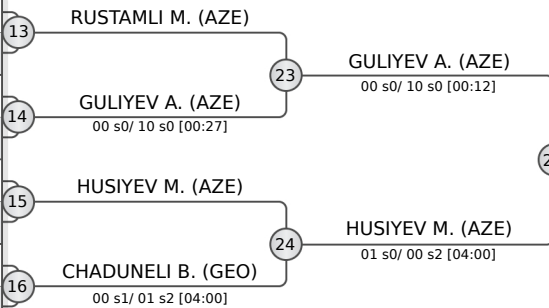 RUSTAMLI M. (AZE)
13
GULIYEV A. (AZE)
23
00 s0/ 10 s0 [00:12]
GULIYEV A. (AZE)
14
00 s0/ 10 s0 [00:27]
HUSIYEV M. (AZE)
15
HUSIYEV M. (AZE)
24
01 s0/ 00 s2 [04:00]
CHADUNELI B. (GEO)
16
00 s1/ 01 s2 [04:00]